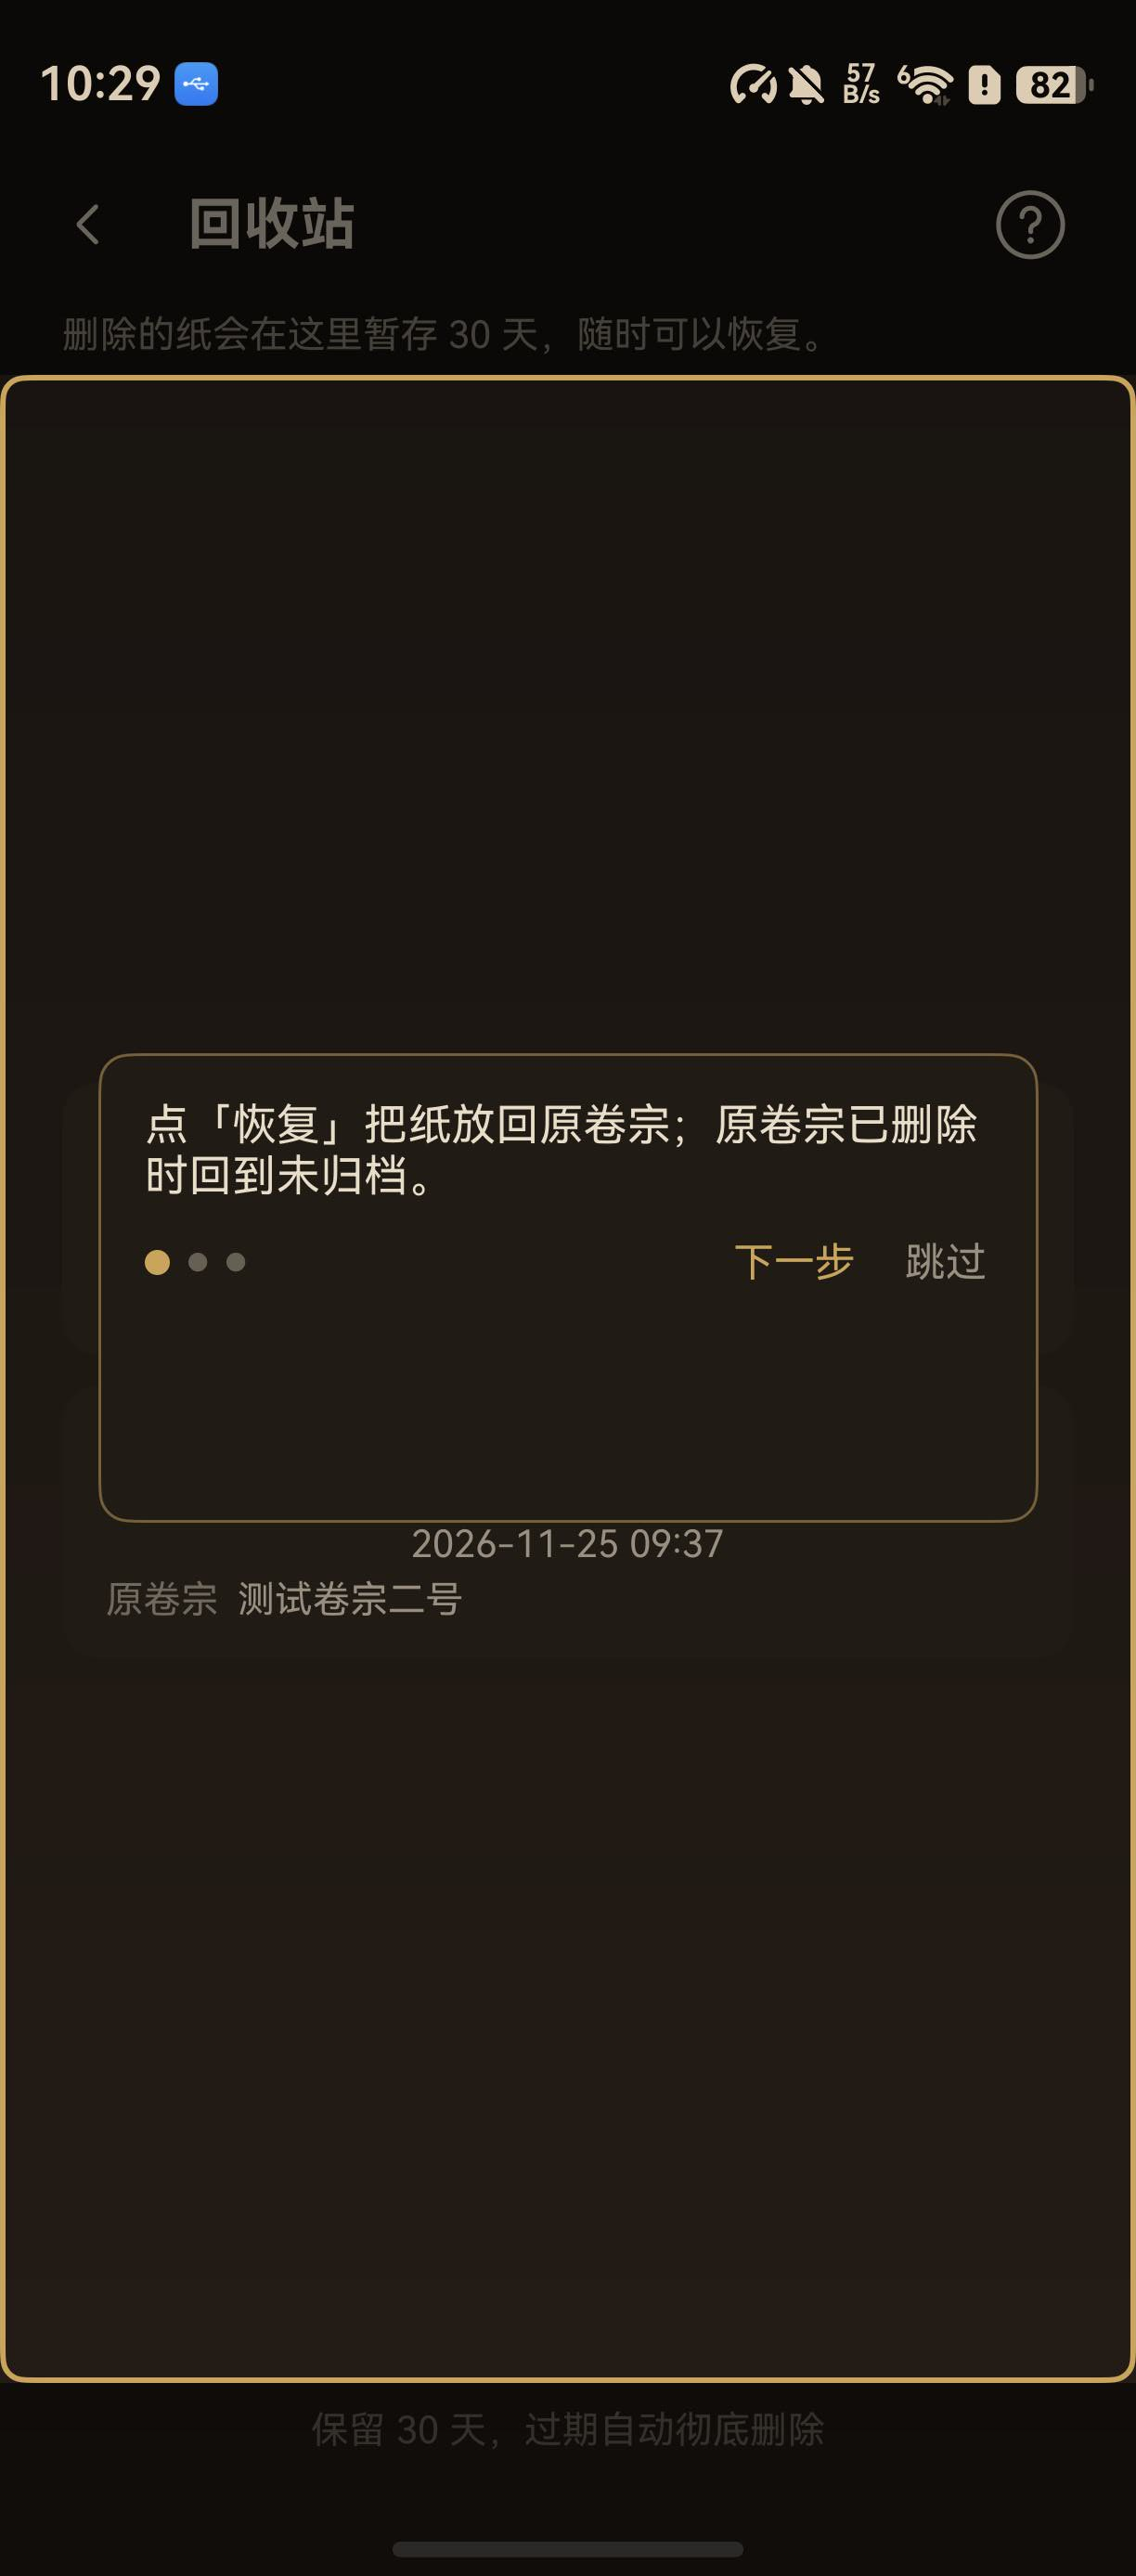 10:29
57
B/s
6
82
回收站
删除的纸会在这里暂存 30 天，随时可以恢复。
点「恢复」把纸放回原卷宗；原卷宗已删除
时回到未归档。
下一步 跳过
2026-11-25 09:37
原卷宗 测试卷宗二号
保留 30 天，过期自动彻底删除